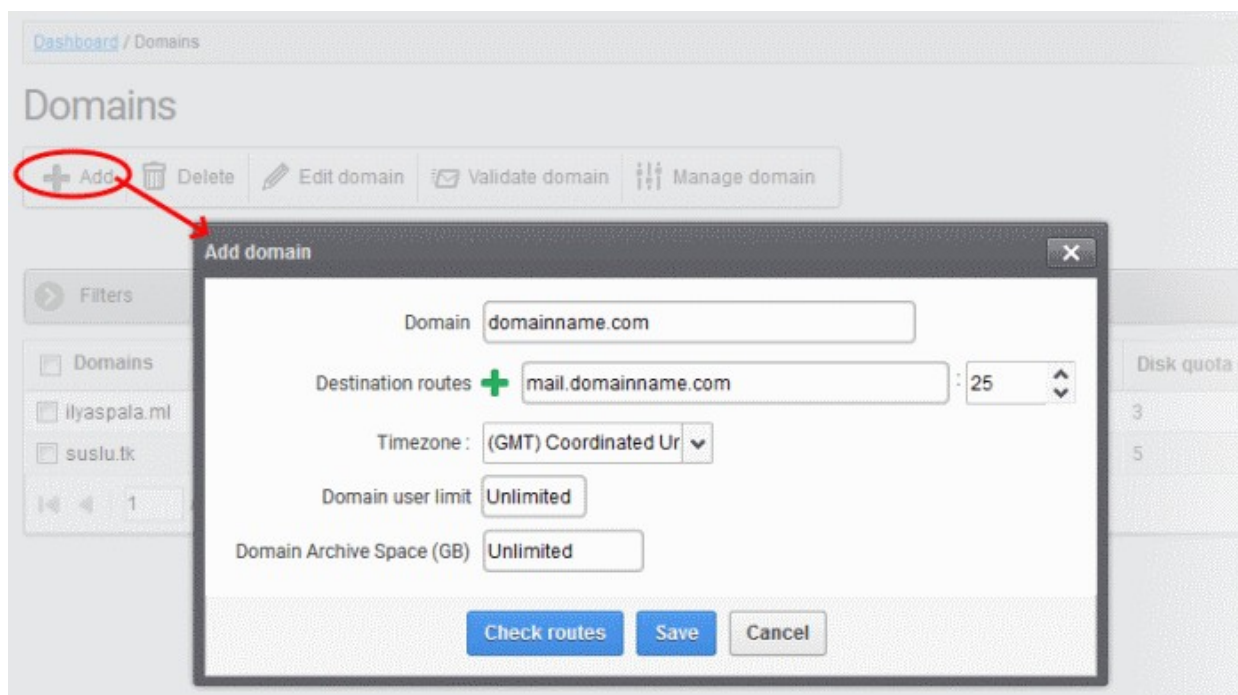 Dashboard / Domains
Domains
Add Delete Edit domain Validate domain Manage domain
Add domain
Filters
Domain domainname.com
Domains Disk quota
Destination routes mail.domainname.com : 25
ilyaspala.ml 3
Timezone : (GMT) Coordinated Ur
suslu.tk 5
Domain user limit Unlimited
1
Domain Archive Space (GB) Unlimited
Check routes Save Cancel